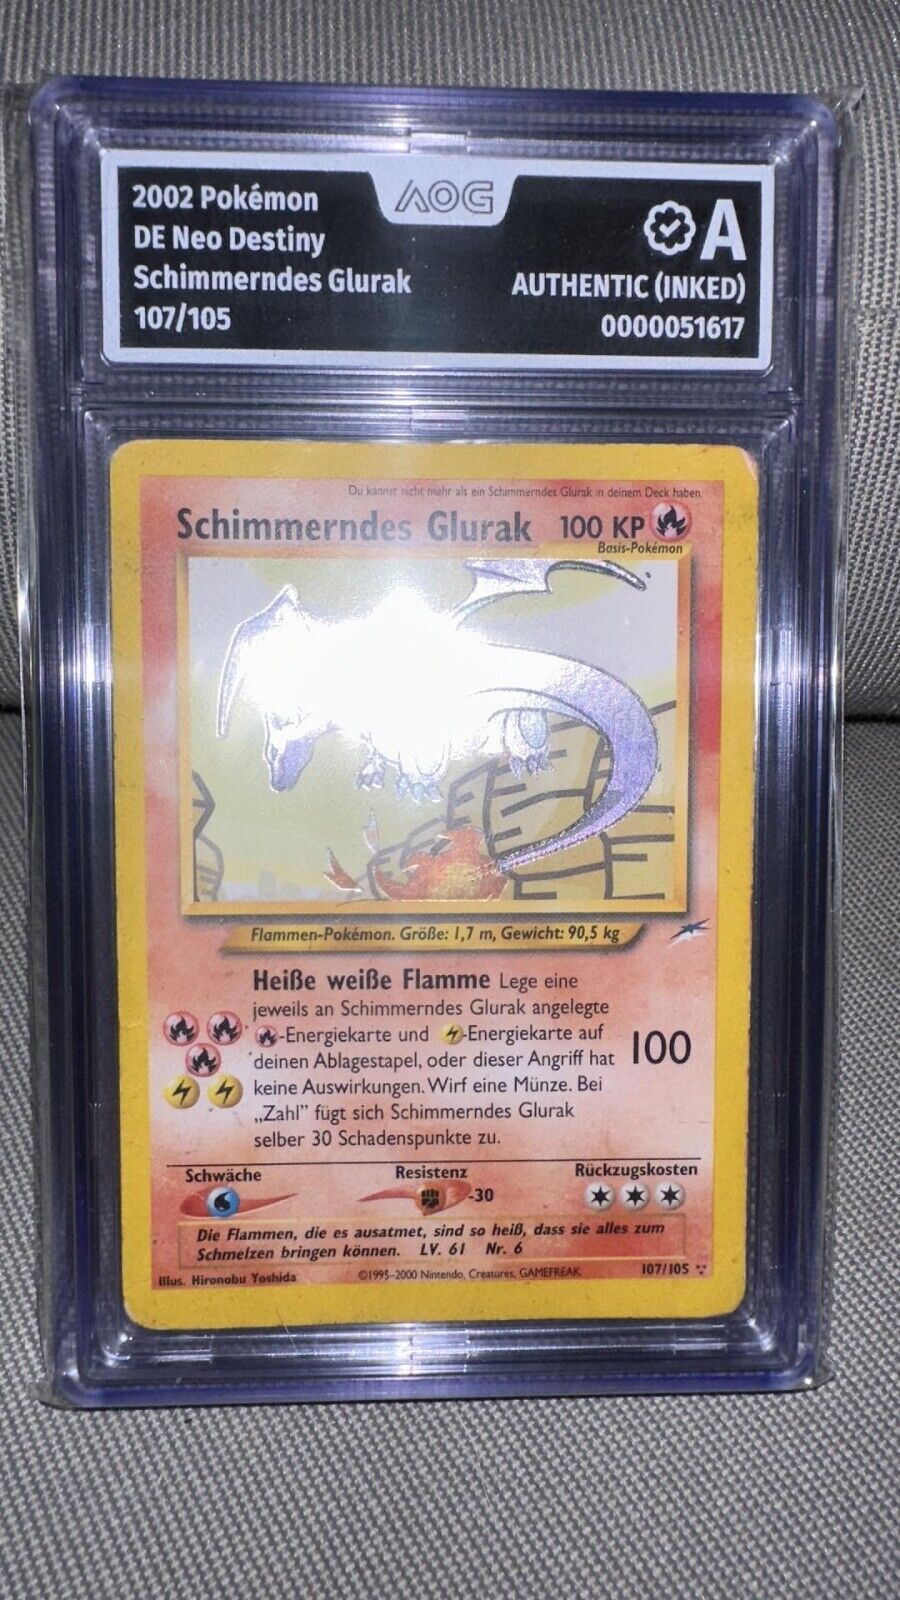 AOG
2002 Pokémon
DE Neo Destiny
Schimmerndes Glurak
107/105
A
AUTHENTIC (INKED)
0000051617
Du kannst nicht mehr als ein Schimmerndes Glurak in deinem Deck haben.
Schimmerndes Glurak 100 KP
Basis-Pokémon
Flammen-Pokémon. Größe: 1,7 m, Gewicht: 90,5 kg
Heiße weiße Flamme Lege eine
jeweils an Schimmerndes Glurak angelegte
-Energiekarte und -Energiekarte auf
deinen Ablagestapel, oder dieser Angriff hat
keine Auswirkungen. Wirf eine Münze. Bei
„Zahl" fügt sich Schimmerndes Glurak
selber 30 Schadenspunkte zu.
100
Schwäche Resistenz Rückzugskosten
-30
Die Flammen, die es ausatmet, sind so heiß, dass sie alles zum
Schmelzen bringen können. LV. 61 Nr. 6
Illus. Hironobu Yoshida ©1995-2000 Nintendo, Creatures, GAMEFREAK. 107/105